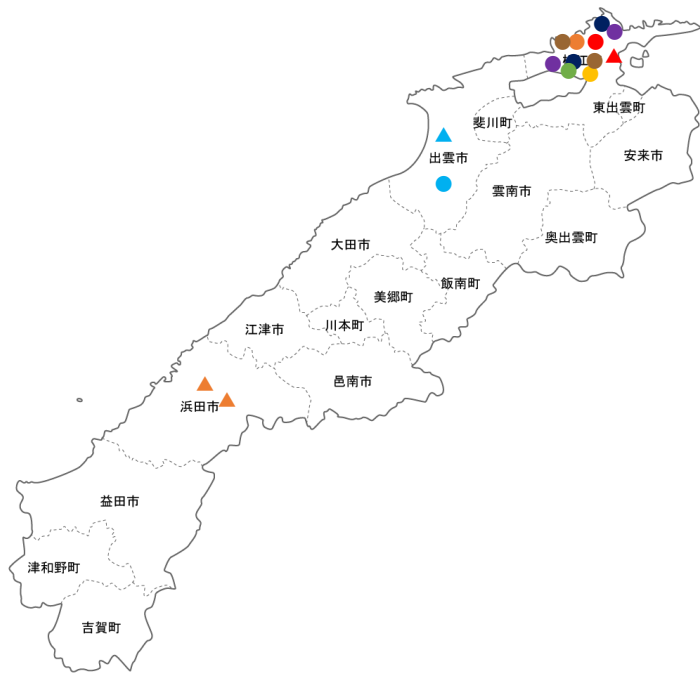 東出雲町
斐川町
安来市
出雲市
雲南市
奥出雲町
大田市
飯南町
美郷町
川本町
江津市
邑南市
浜田市
益田市
津和野町
吉賀町